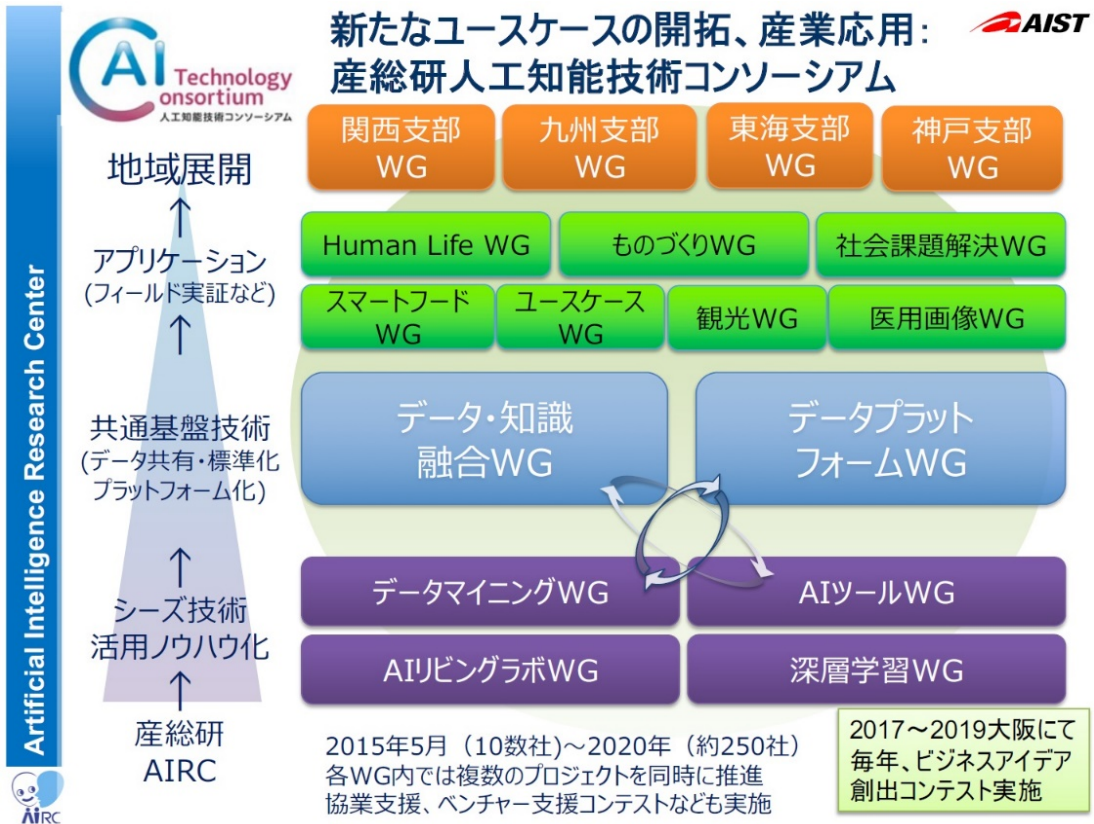 新たなユースケースの開拓、産業応用：
産総研人工知能技術コンソーシアム
AIST
AI Technology
Consortium
人工知能技術コンソーシアム
Artificial Intelligence Research Center
AIRC
地域展開
↑
アプリケーション
(フィールド実証など)
↑
共通基盤技術
(データ共有・標準化
プラットフォーム化)
↑
シーズ技術
活用ノウハウ化
↑
産総研
AIRC
関西支部
WG
九州支部
WG
東海支部
WG
神戸支部
WG
Human Life WG
ものづくりWG
社会課題解決WG
スマートフード
WG
ユースケース
WG
観光WG
医用画像WG
データ・知識
融合WG
データプラット
フォームWG
データマイニングWG
AIツールWG
AIリビングラボWG
深層学習WG
2015年5月（10数社)～2020年（約250社）
各WG内では複数のプロジェクトを同時に推進
協業支援、ベンチャー支援コンテストなども実施
2017～2019大阪にて
毎年、ビジネスアイデア
創出コンテスト実施